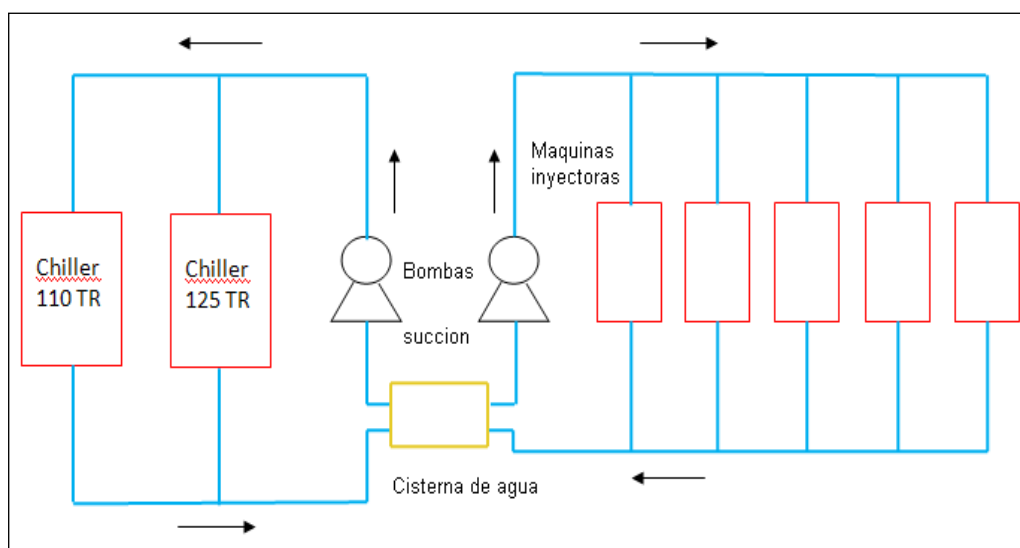 Maquinas
inyectoras
Chiller
110 TR
Chiller
125 TR
Bombas
succion
Cisterna de agua